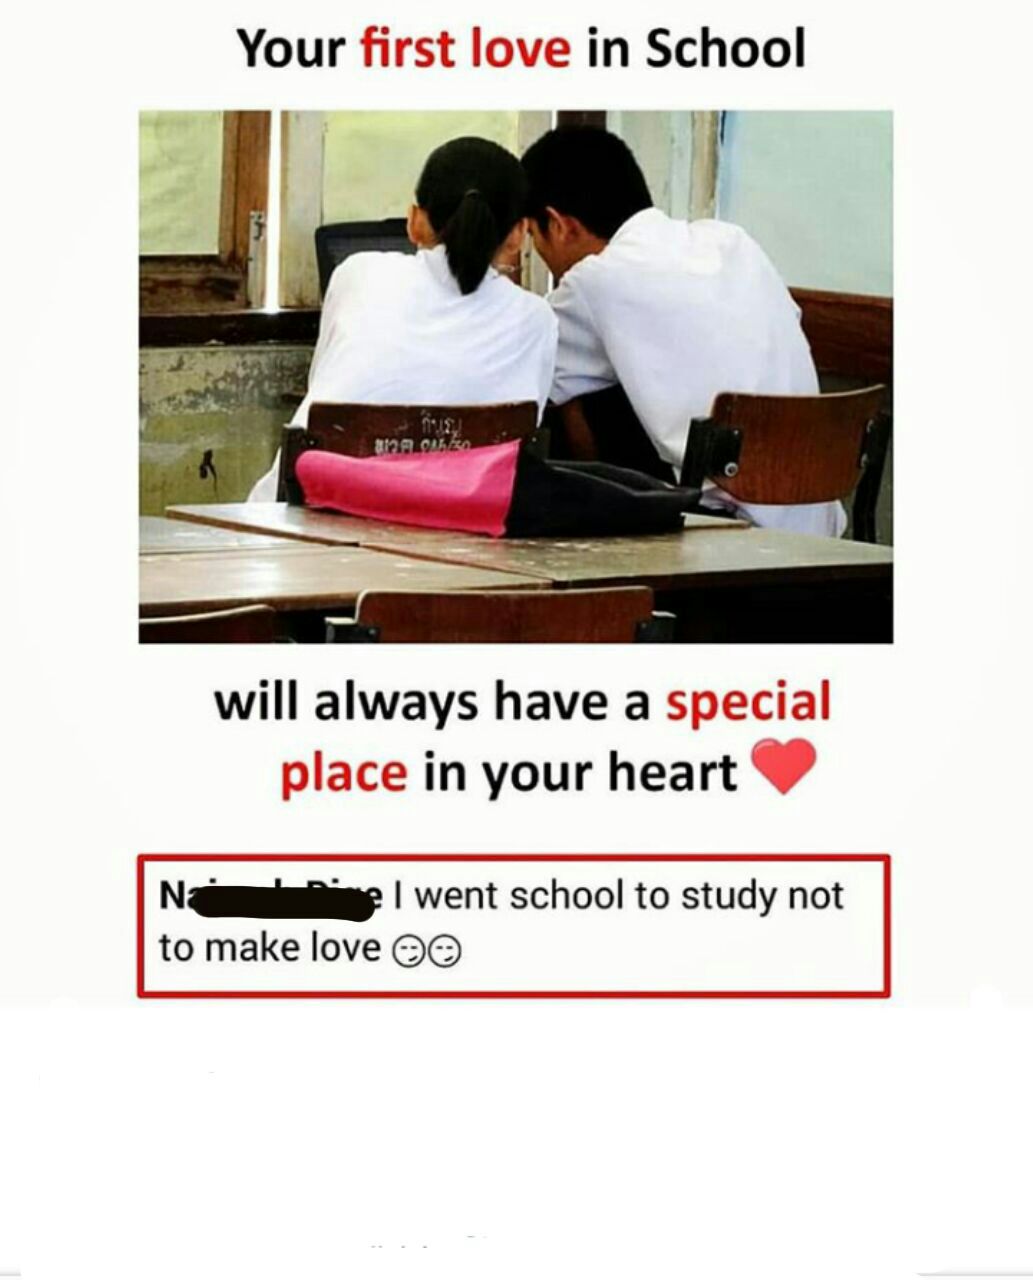 Your first love in School
will always have a special
place in your heart ❤
I went school to study not
to make love 😏😏